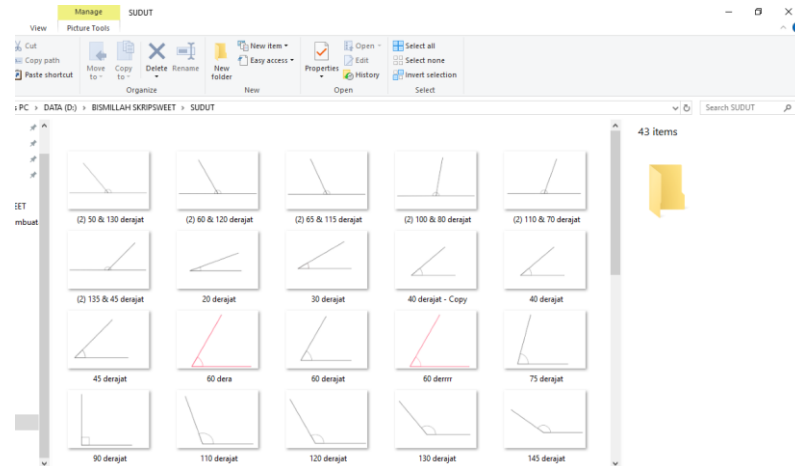 Manage SUDUT
View Picture Tools
Cut
Copy path
Paste shortcut
Move to
Copy to
Delete
Rename
New folder
New item
Easy access
Properties
Open
Edit
History
Select all
Select none
Invert selection
Organize New Open Select
PC > DATA (D:) > BISMILLAH SKRIPSWEET > SUDUT
Search SUDUT
43 items
(2) 50 & 130 derajat (2) 60 & 120 derajat (2) 65 & 115 derajat (2) 100 & 80 derajat (2) 110 & 70 derajat
(2) 135 & 45 derajat 20 derajat 30 derajat 40 derajat - Copy 40 derajat
45 derajat 60 dera 60 derajat 60 derrrr 75 derajat
90 derajat 110 derajat 120 derajat 130 derajat 145 derajat